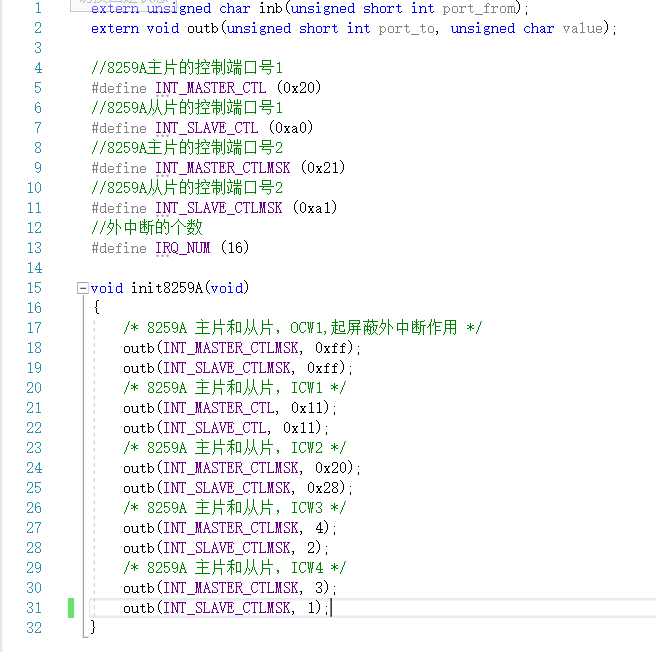 1 extern unsigned char inb(unsigned short int port_from);
2 extern void outb(unsigned short int port_to, unsigned char value);
3
4 //8259A主片的控制端口号1
5 #define INT_MASTER_CTL (0x20)
6 //8259A从片的控制端口号1
7 #define INT_SLAVE_CTL (0xa0)
8 //8259A主片的控制端口号2
9 #define INT_MASTER_CTLMSK (0x21)
10 //8259A从片的控制端口号2
11 #define INT_SLAVE_CTLMSK (0xa1)
12 //外中断的个数
13 #define IRQ_NUM (16)
14
15 void init8259A(void)
16 {
17 /* 8259A 主片和从片, OCW1,起屏蔽外中断作用 */
18 outb(INT_MASTER_CTLMSK, 0xff);
19 outb(INT_SLAVE_CTLMSK, 0xff);
20 /* 8259A 主片和从片, ICW1 */
21 outb(INT_MASTER_CTL, 0x11);
22 outb(INT_SLAVE_CTL, 0x11);
23 /* 8259A 主片和从片, ICW2 */
24 outb(INT_MASTER_CTLMSK, 0x20);
25 outb(INT_SLAVE_CTLMSK, 0x28);
26 /* 8259A 主片和从片, ICW3 */
27 outb(INT_MASTER_CTLMSK, 4);
28 outb(INT_SLAVE_CTLMSK, 2);
29 /* 8259A 主片和从片, ICW4 */
30 outb(INT_MASTER_CTLMSK, 3);
31 outb(INT_SLAVE_CTLMSK, 1);
32 }